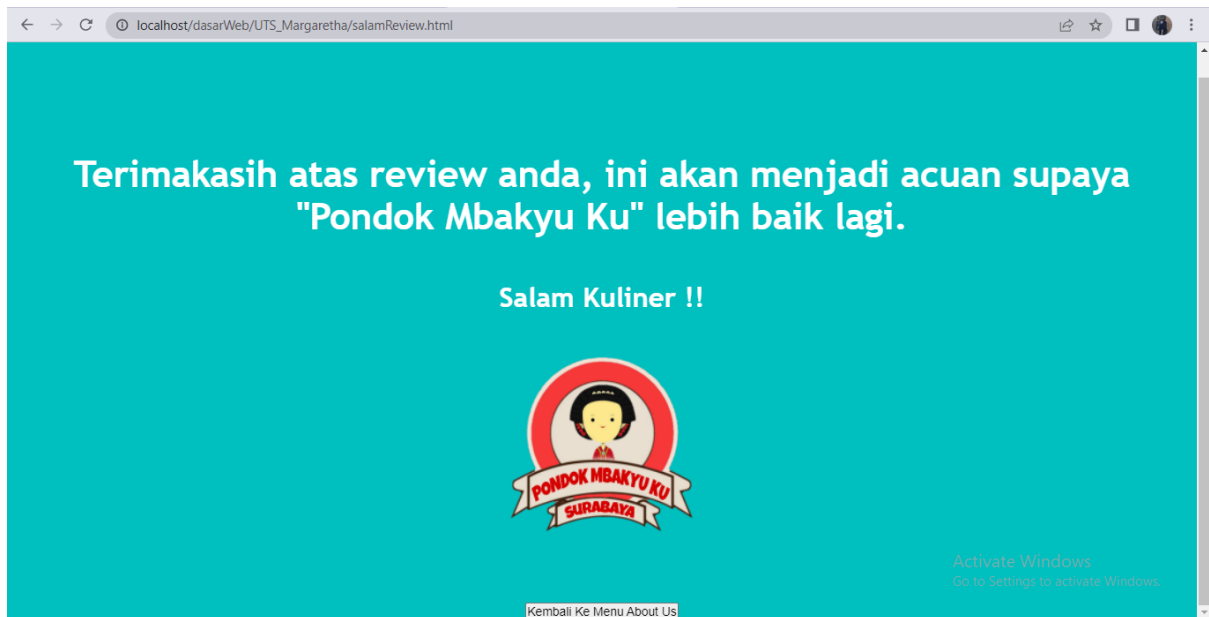 localhost/dasarWeb/UTS_Margaretha/salamReview.html
Terimakasih atas review anda, ini akan menjadi acuan supaya
"Pondok Mbakyu Ku" lebih baik lagi.
Salam Kuliner !!
PONDOK MBAKYU KU
SURABAYA
Activate Windows
Go to Settings to activate Windows.
Kembali Ke Menu About Us